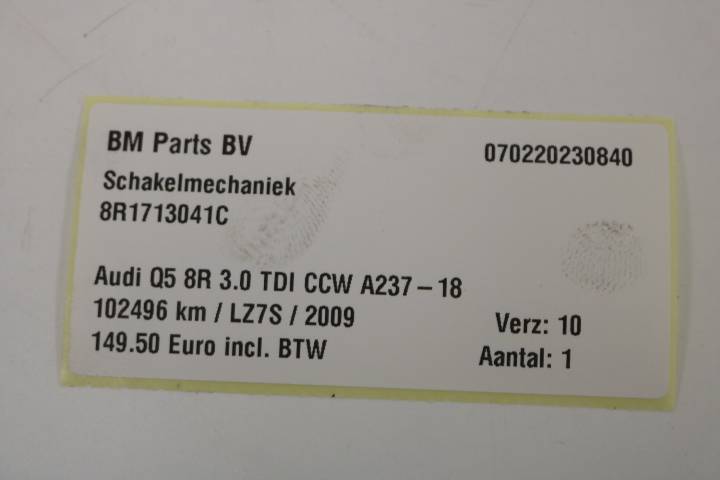 BM Parts BV
070220230840
Schakelmechaniek
8R1713041C
Audi Q5 8R 3.0 TDI CCW A237-18
102496 km / LZ7S / 2009
Verz: 10
149.50 Euro incl. BTW
Aantal: 1